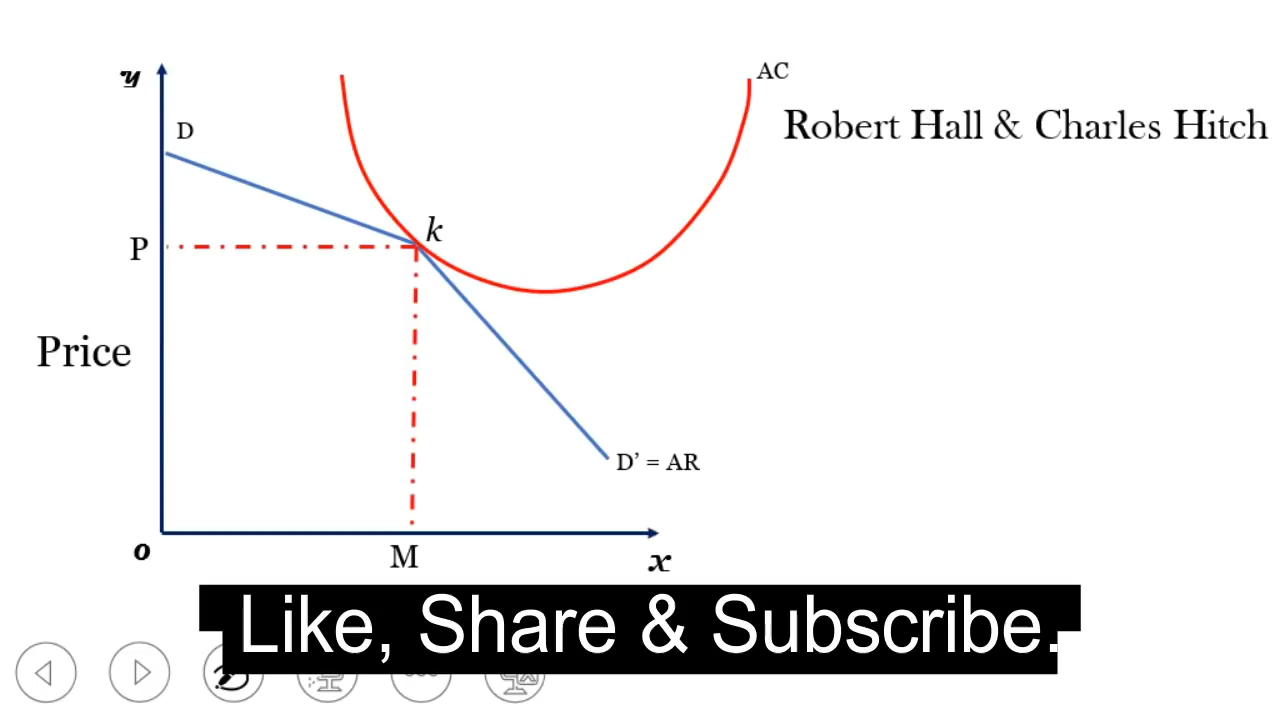 y
AC
D
Robert Hall & Charles Hitch
k
P
Price
D’ = AR
o
M
x
Like, Share & Subscribe.